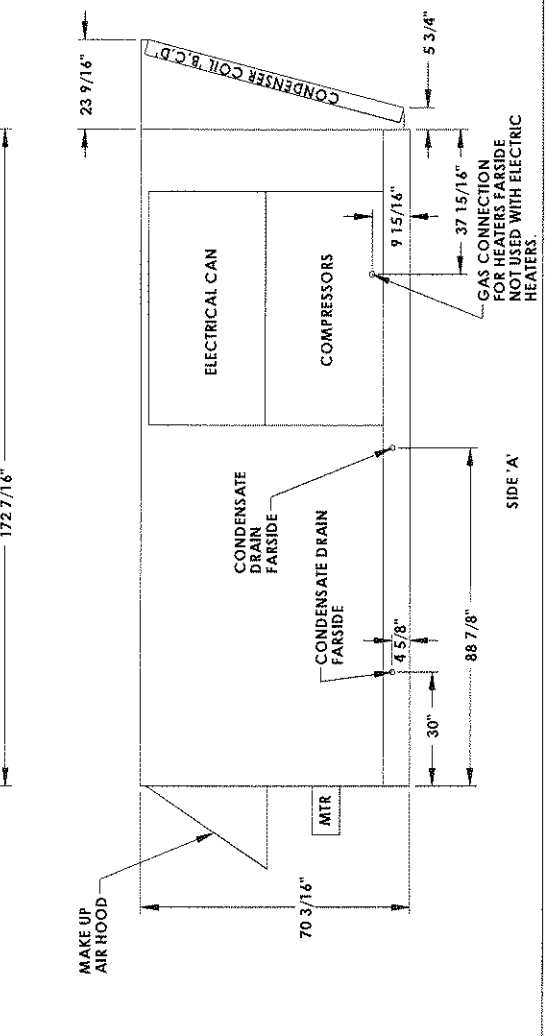 172 7/16"
23 9/16"
CONDENSER COIL 'B,C,D'
5 3/4"
ELECTRICAL CAN
COMPRESSORS
9 15/16"
37 15/16"
GAS CONNECTION
FOR HEATERS FARSIDE
NOT USED WITH ELECTRIC
HEATERS.
CONDENSATE
DRAIN
FARSIDE
CONDENSATE DRAIN
FARSIDE
4 5/8"
30"
88 7/8"
SIDE 'A'
MAKE UP
AIR HOOD
MTR
70 3/16"